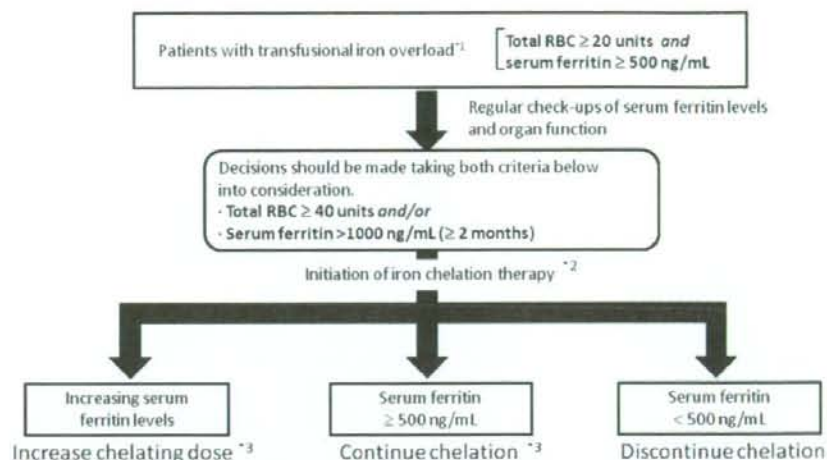 Patients with transfusional iron overload*1
Total RBC ≥ 20 units and
serum ferritin ≥ 500 ng/mL
Regular check-ups of serum ferritin levels
and organ function
Decisions should be made taking both criteria below
into consideration.
· Total RBC ≥ 40 units and/or
· Serum ferritin >1000 ng/mL (≥ 2 months)
Initiation of iron chelation therapy *2
Increasing serum
ferritin levels
Serum ferritin
≥ 500 ng/mL
Serum ferritin
< 500 ng/mL
Increase chelating dose *3
Continue chelation *3
Discontinue chelation